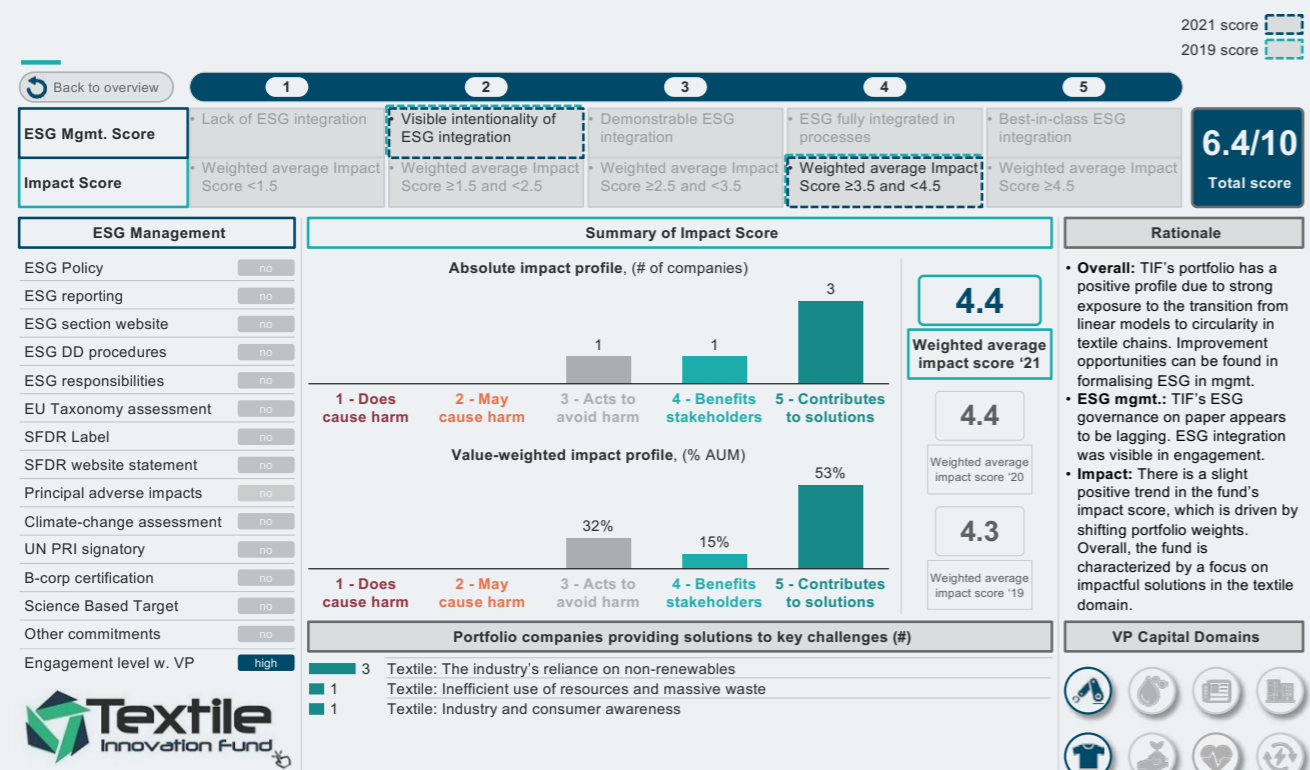 2021 score
2019 score
Back to overview
1
2
3
4
5
ESG Mgmt. Score
• Lack of ESG integration
• Visible intentionality of
ESG integration
• Demonstrable ESG
integration
• ESG fully integrated in
processes
• Best-in-class ESG
integration
Impact Score
• Weighted average Impact
Score <1.5
• Weighted average Impact
Score ≥1.5 and <2.5
• Weighted average Impact
Score ≥2.5 and <3.5
• Weighted average Impact
Score ≥3.5 and <4.5
• Weighted average Impact
Score ≥4.5
6.4/10
Total score
ESG Management
ESG Policy no
ESG reporting no
ESG section website no
ESG DD procedures no
ESG responsibilities no
EU Taxonomy assessment no
SFDR Label no
SFDR website statement no
Principal adverse impacts no
Climate-change assessment no
UN PRI signatory no
B-corp certification no
Science Based Target no
Other commitments no
Engagement level w. VP high
Textile
Innovation Fund
Summary of Impact Score
Absolute impact profile, (# of companies)
1
1
3
1 - Does
cause harm
2 - May
cause harm
3 - Acts to
avoid harm
4 - Benefits
stakeholders
5 - Contributes
to solutions
Value-weighted impact profile, (% AUM)
32%
15%
53%
1 - Does
cause harm
2 - May
cause harm
3 - Acts to
avoid harm
4 - Benefits
stakeholders
5 - Contributes
to solutions
4.4
Weighted average
impact score ‘21
4.4
Weighted average
impact score ‘20
4.3
Weighted average
impact score ‘19
Portfolio companies providing solutions to key challenges (#)
3 Textile: The industry’s reliance on non-renewables
1 Textile: Inefficient use of resources and massive waste
1 Textile: Industry and consumer awareness
Rationale
• Overall: TIF’s portfolio has a
positive profile due to strong
exposure to the transition from
linear models to circularity in
textile chains. Improvement
opportunities can be found in
formalising ESG in mgmt.
• ESG mgmt.: TIF’s ESG
governance on paper appears
to be lagging. ESG integration
was visible in engagement.
• Impact: There is a slight
positive trend in the fund’s
impact score, which is driven by
shifting portfolio weights.
Overall, the fund is
characterized by a focus on
impactful solutions in the textile
domain.
VP Capital Domains